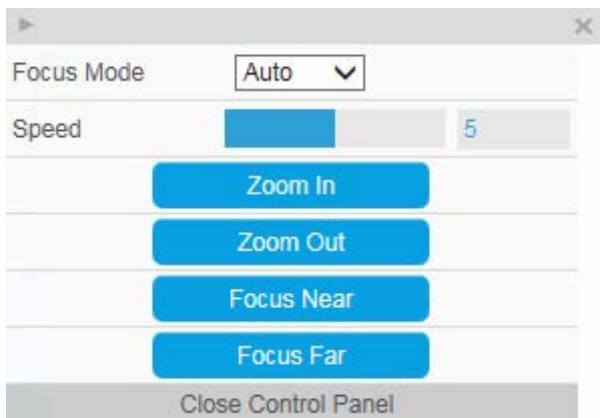 Focus Mode Auto
Speed 5
Zoom In
Zoom Out
Focus Near
Focus Far
Close Control Panel